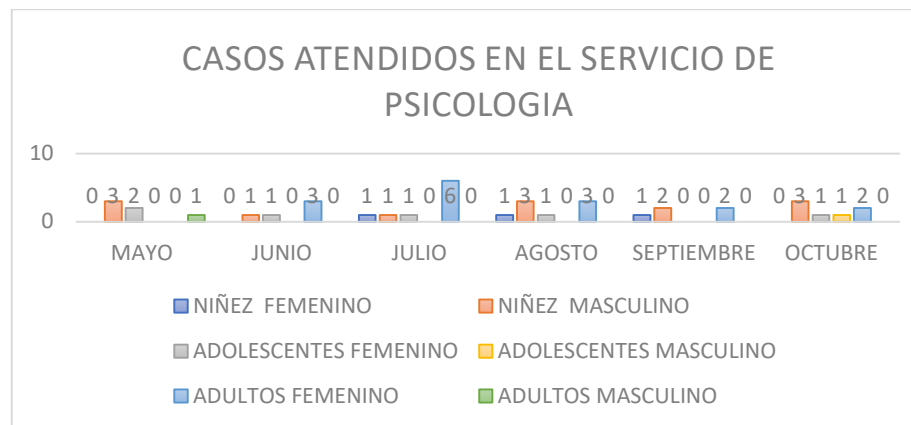 CASOS ATENDIDOS EN EL SERVICIO DE
PSICOLOGIA
10
0 3 2 0 0 1 0 1 1 0 3 0 1 1 1 0 6 0 1 3 1 0 3 0 1 2 0 0 2 0 0 3 1 1 2 0
0
MAYO JUNIO JULIO AGOSTO SEPTIEMBRE OCTUBRE
NIÑEZ FEMENINO NIÑEZ MASCULINO
ADOLESCENTES FEMENINO ADOLESCENTES MASCULINO
ADULTOS FEMENINO ADULTOS MASCULINO